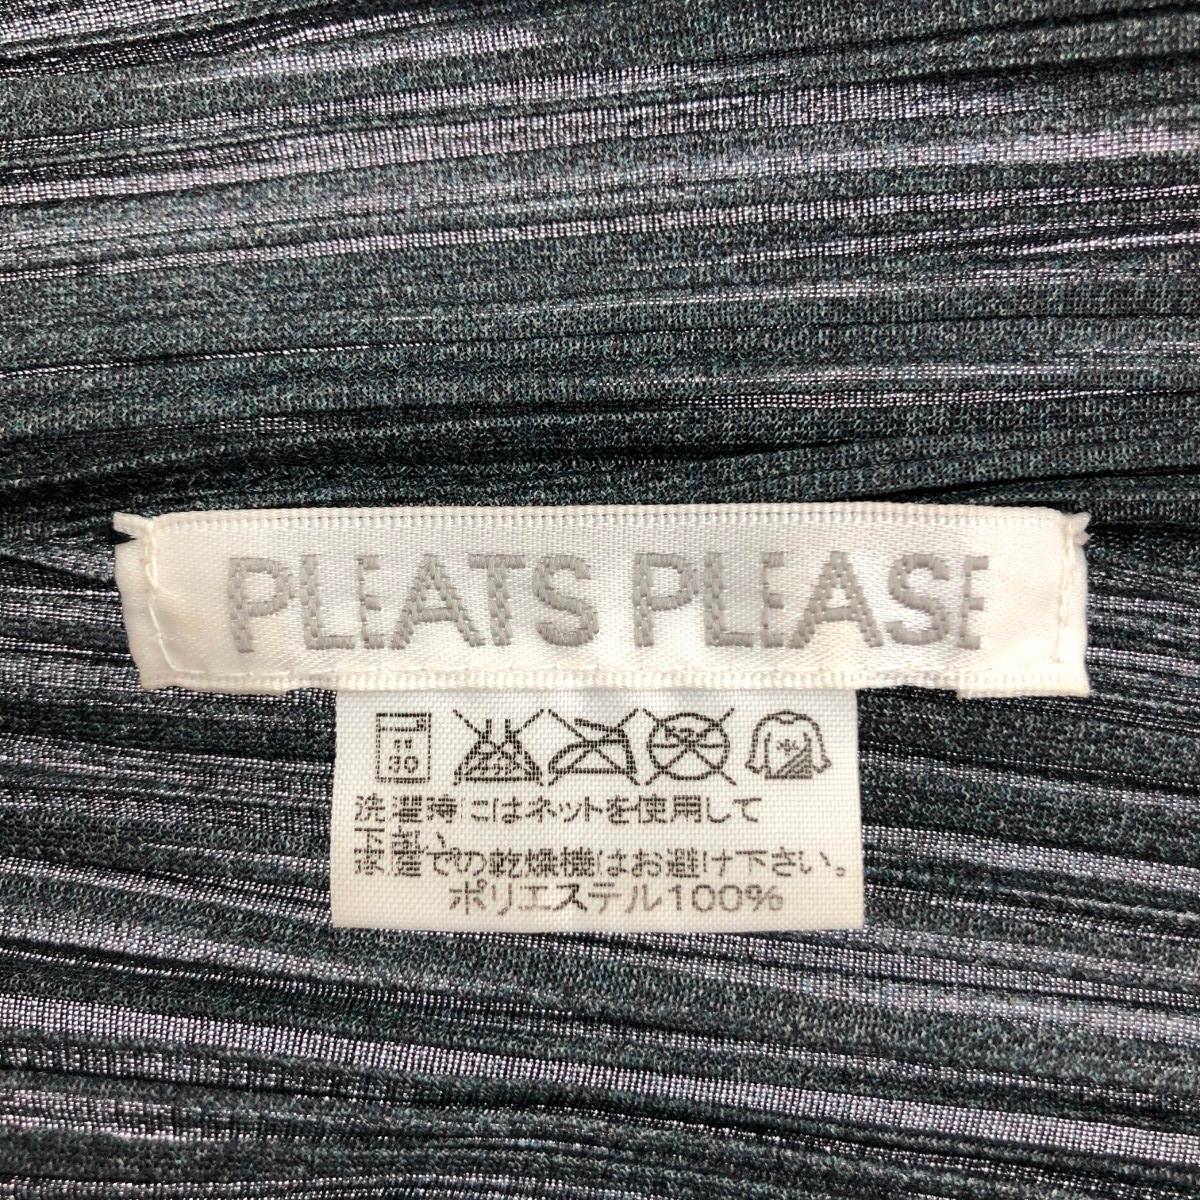 PLEATS PLEASE
30
洗濯時にはネットを使用して
下さい
家庭での乾燥機はお避け下さい。
ポリエステル100%